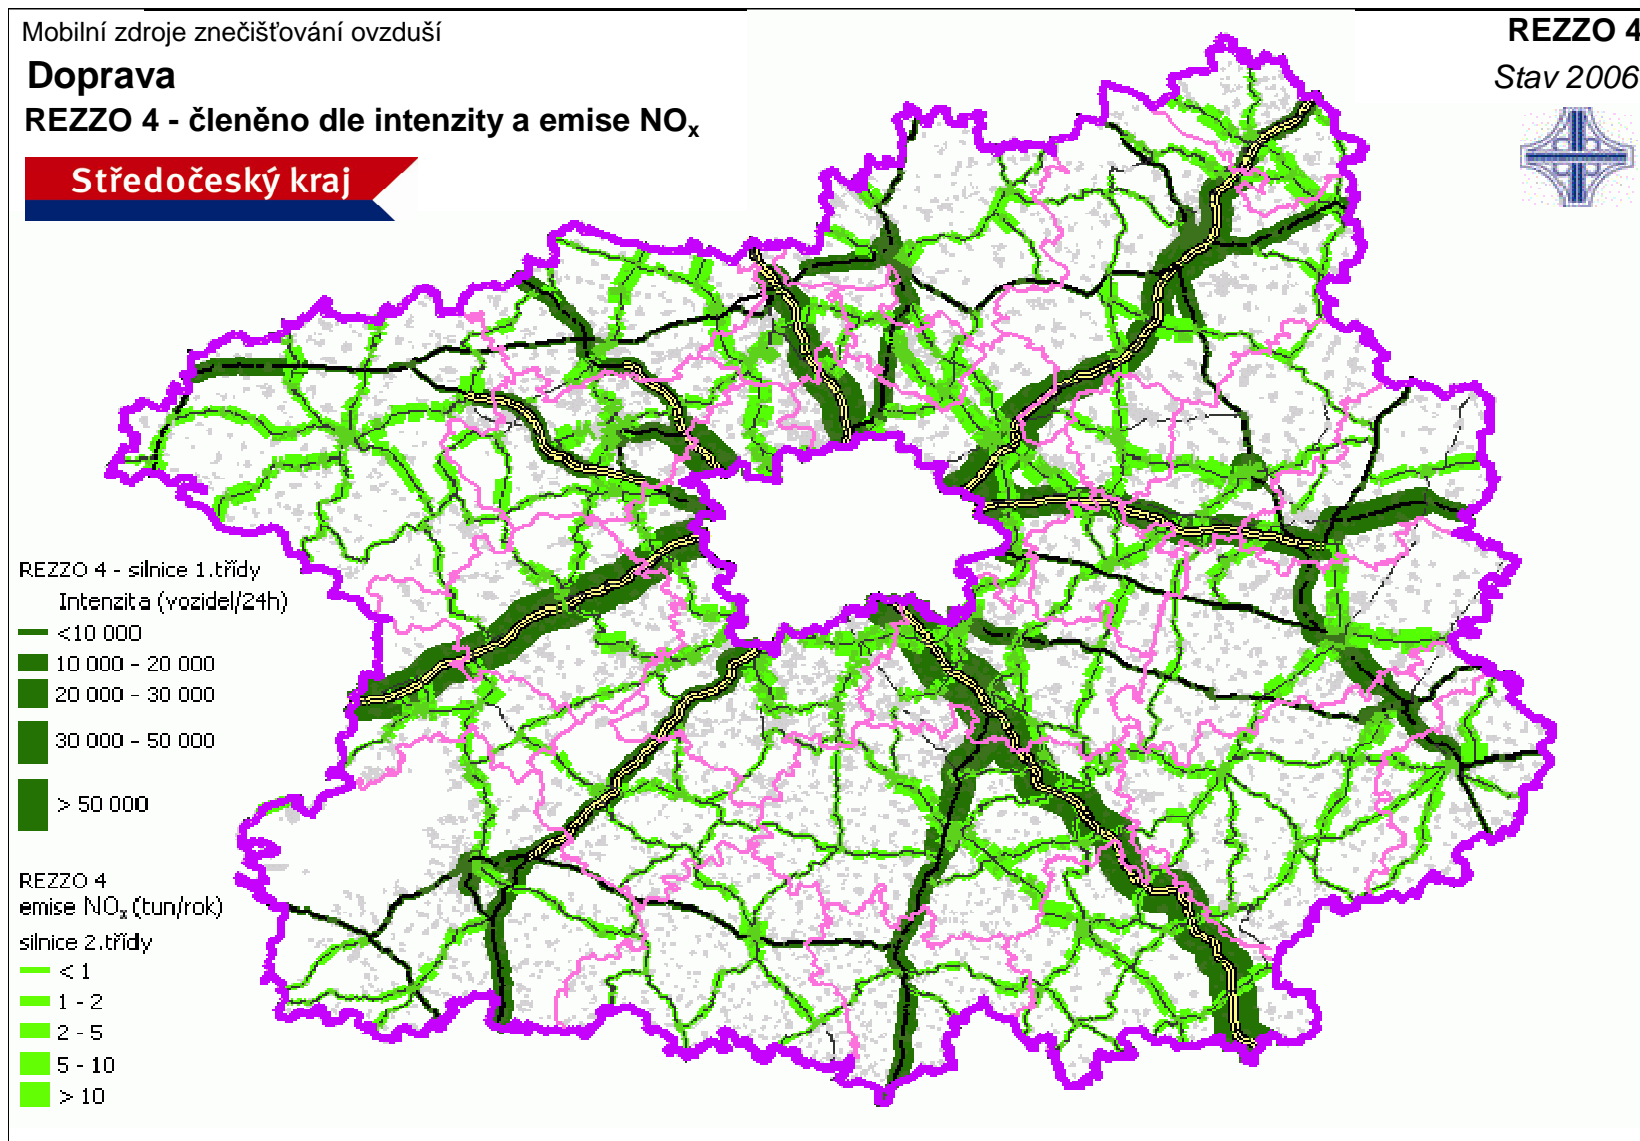 Mobilní zdroje znečišťování ovzduší
REZZO 4
Doprava
Stav 2006
REZZO 4 - členěno dle intenzity a emise NOx
Středočeský kraj
REZZO 4 - silnice 1.třídy
Intenzita (vozidel/24h)
<10 000
10 000 - 20 000
20 000 - 30 000
30 000 - 50 000
> 50 000
REZZO 4
emise NOx (tun/rok)
silnice 2.třídy
< 1
1 - 2
2 - 5
5 - 10
> 10